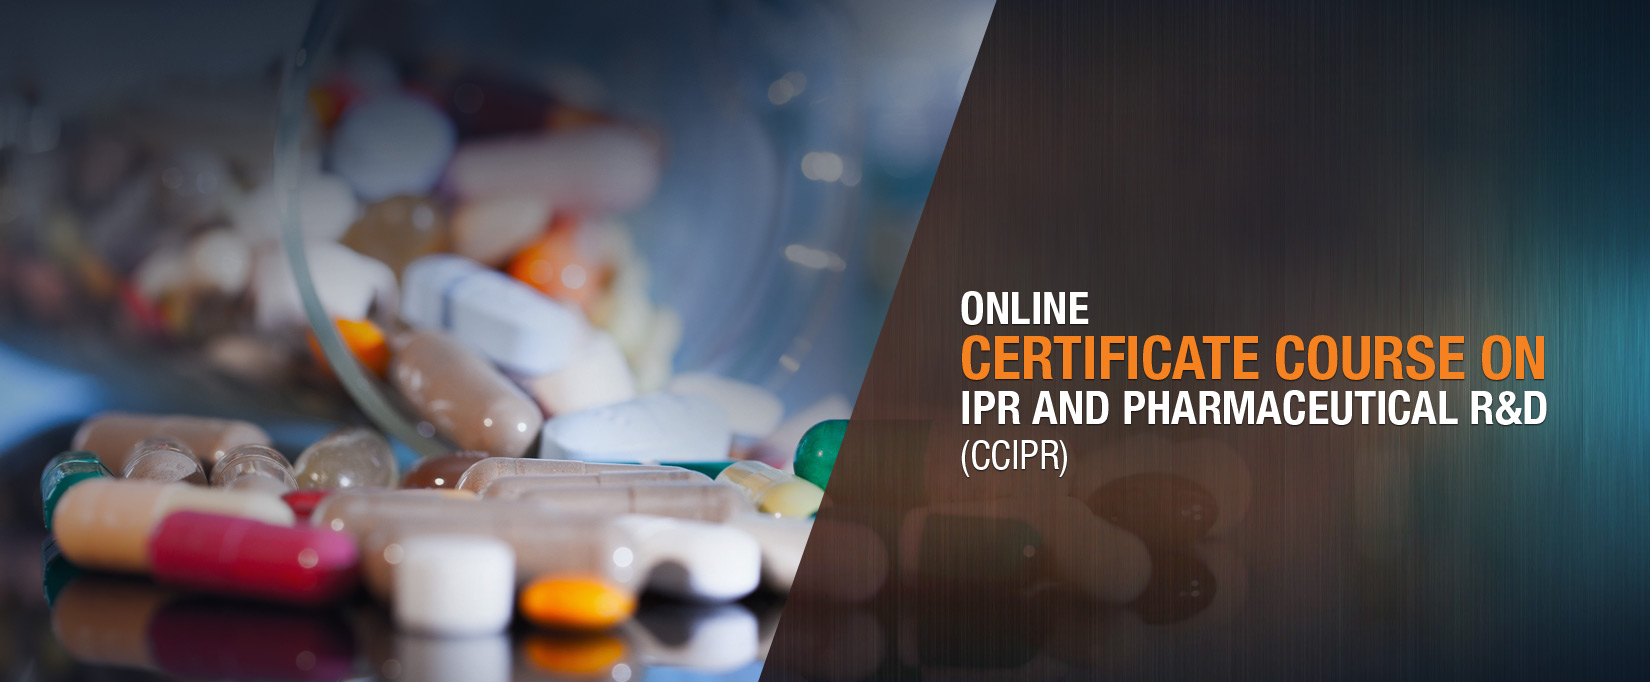 ONLINE
CERTIFICATE COURSE ON
IPR AND PHARMACEUTICAL R&D
(CCIPR)